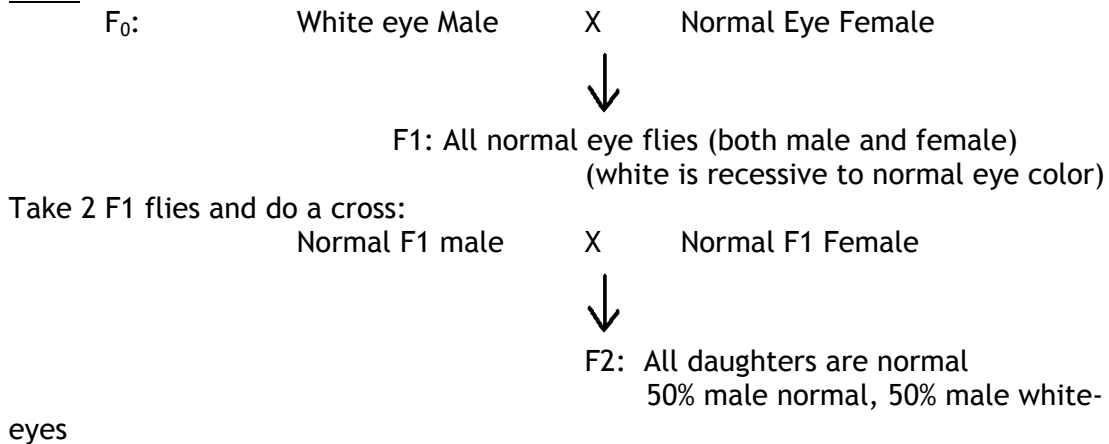 F₀: White eye Male X Normal Eye Female
F1: All normal eye flies (both male and female)
(white is recessive to normal eye color)
Take 2 F1 flies and do a cross:
Normal F1 male X Normal F1 Female
F2: All daughters are normal
50% male normal, 50% male white-
eyes